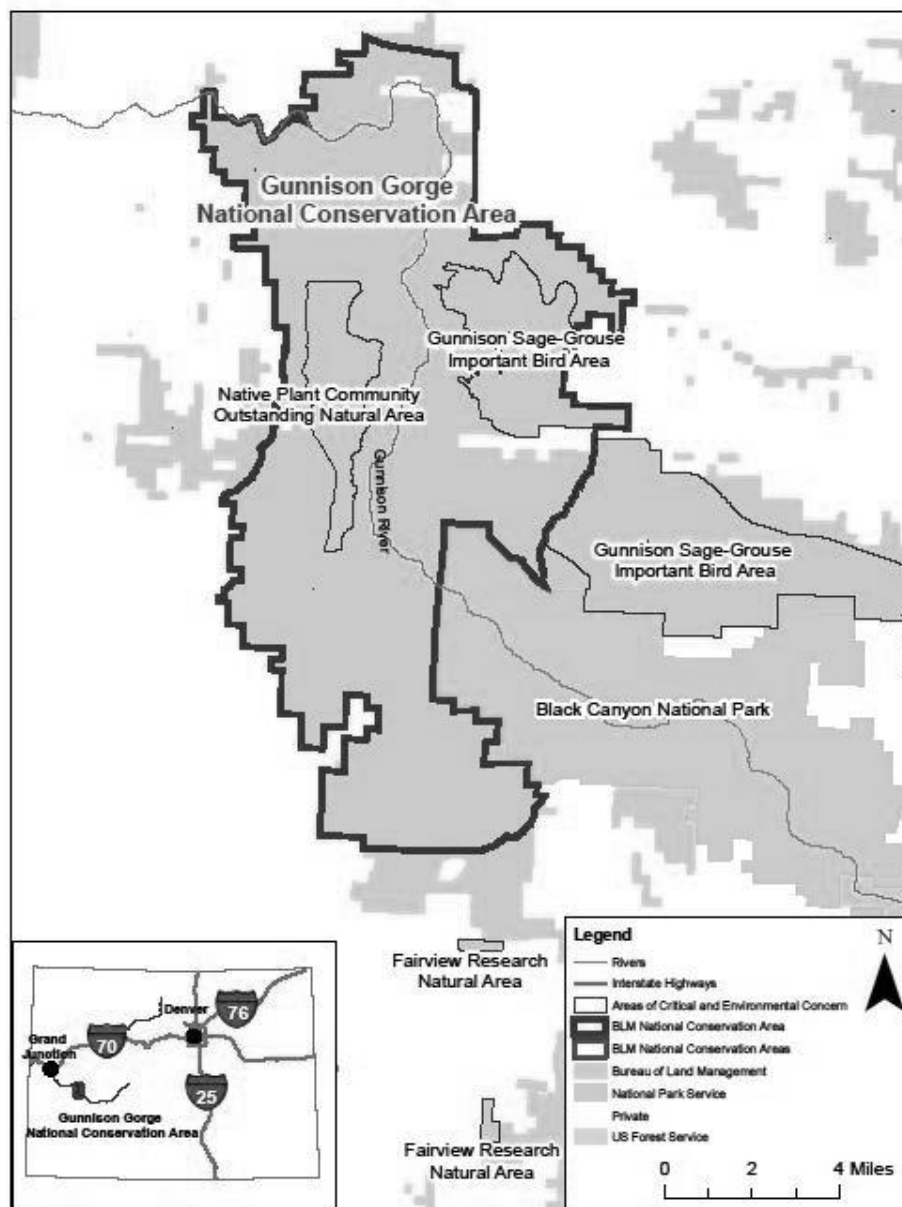 Gunnison Gorge
National Conservation Area
Gunnison Sage-Grouse
Important Bird Area
Native Plant Community
Outstanding Natural Area
Gunnison River
Gunnison Sage-Grouse
Important Bird Area
Black Canyon National Park
Fairview Research
Natural Area
Fairview Research
Natural Area
Denver
76
Grand
Junction
70
25
Gunnison Gorge
National Conservation Area
Legend
N
Rivers
Interstate Highways
Areas of Critical and Environmental Concern
BLM National Conservation Area
BLM National Conservation Areas
Bureau of Land Management
National Park Service
Private
US Forest Service
0 2 4 Miles